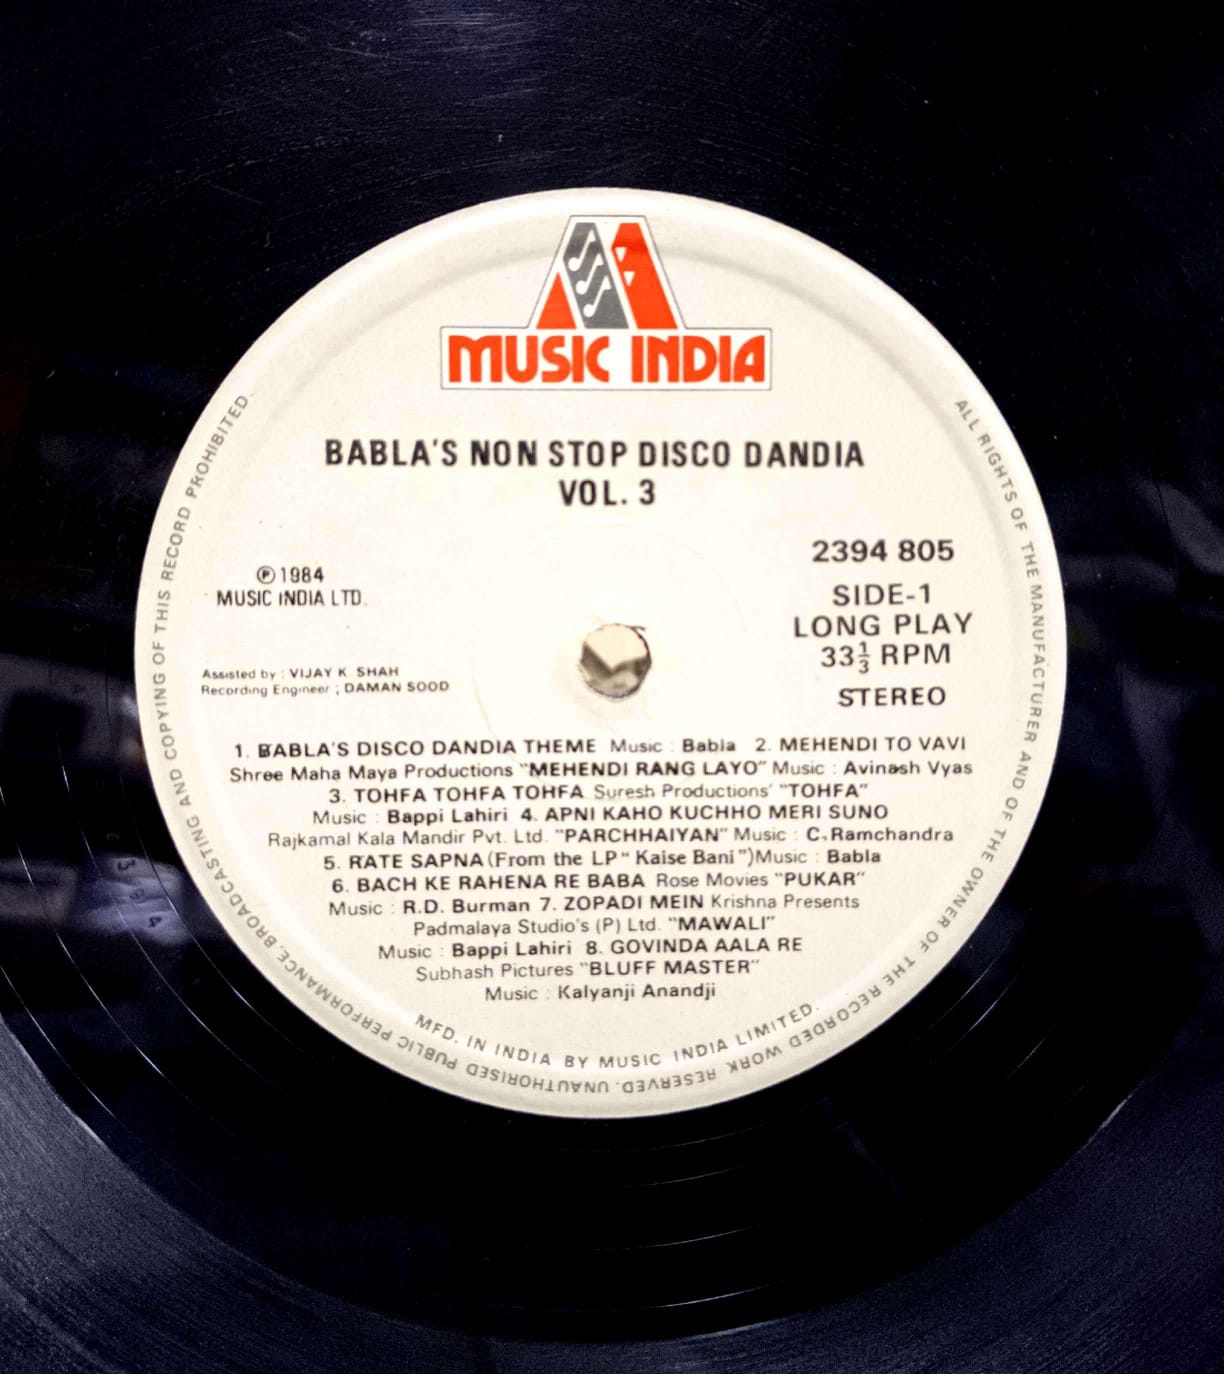 MUSIC INDIA
BABLA'S NON STOP DISCO DANDIA
VOL. 3
2394 805
SIDE-1
LONG PLAY
33⅓ RPM
STEREO
℗ 1984
MUSIC INDIA LTD.
Assisted by : VIJAY K. SHAH
Recording Engineer ; DAMAN SOOD
1. BABLA'S DISCO DANDIA THEME Music : Babla 2. MEHENDI TO VAVI
Shree Maha Maya Productions "MEHENDI RANG LAYO" Music : Avinash Vyas
3. TOHFA TOHFA TOHFA Suresh Productions' "TOHFA"
Music : Bappi Lahiri 4. APNI KAHO KUCHHO MERI SUNO
Rajkamal Kala Mandir Pvt. Ltd. "PARCHHAIYAN" Music : C. Ramchandra
5. RATE SAPNA (From the LP "Kaise Bani") Music : Babla
6. BACH KE RAHENA RE BABA Rose Movies "PUKAR"
Music : R.D. Burman 7. ZOPADI MEIN Krishna Presents
Padmalaya Studio's (P) Ltd. "MAWALI"
Music : Bappi Lahiri 8. GOVINDA AALA RE
Subhash Pictures "BLUFF MASTER"
Music : Kalyanji Anandji
MFD. IN INDIA BY MUSIC INDIA LIMITED.
ALL RIGHTS OF THE MANUFACTURER AND OF THE OWNER OF THE RECORDED WORK RESERVED. UNAUTHORISED PUBLIC PERFORMANCE, BROADCASTING AND COPYING OF THIS RECORD PROHIBITED.